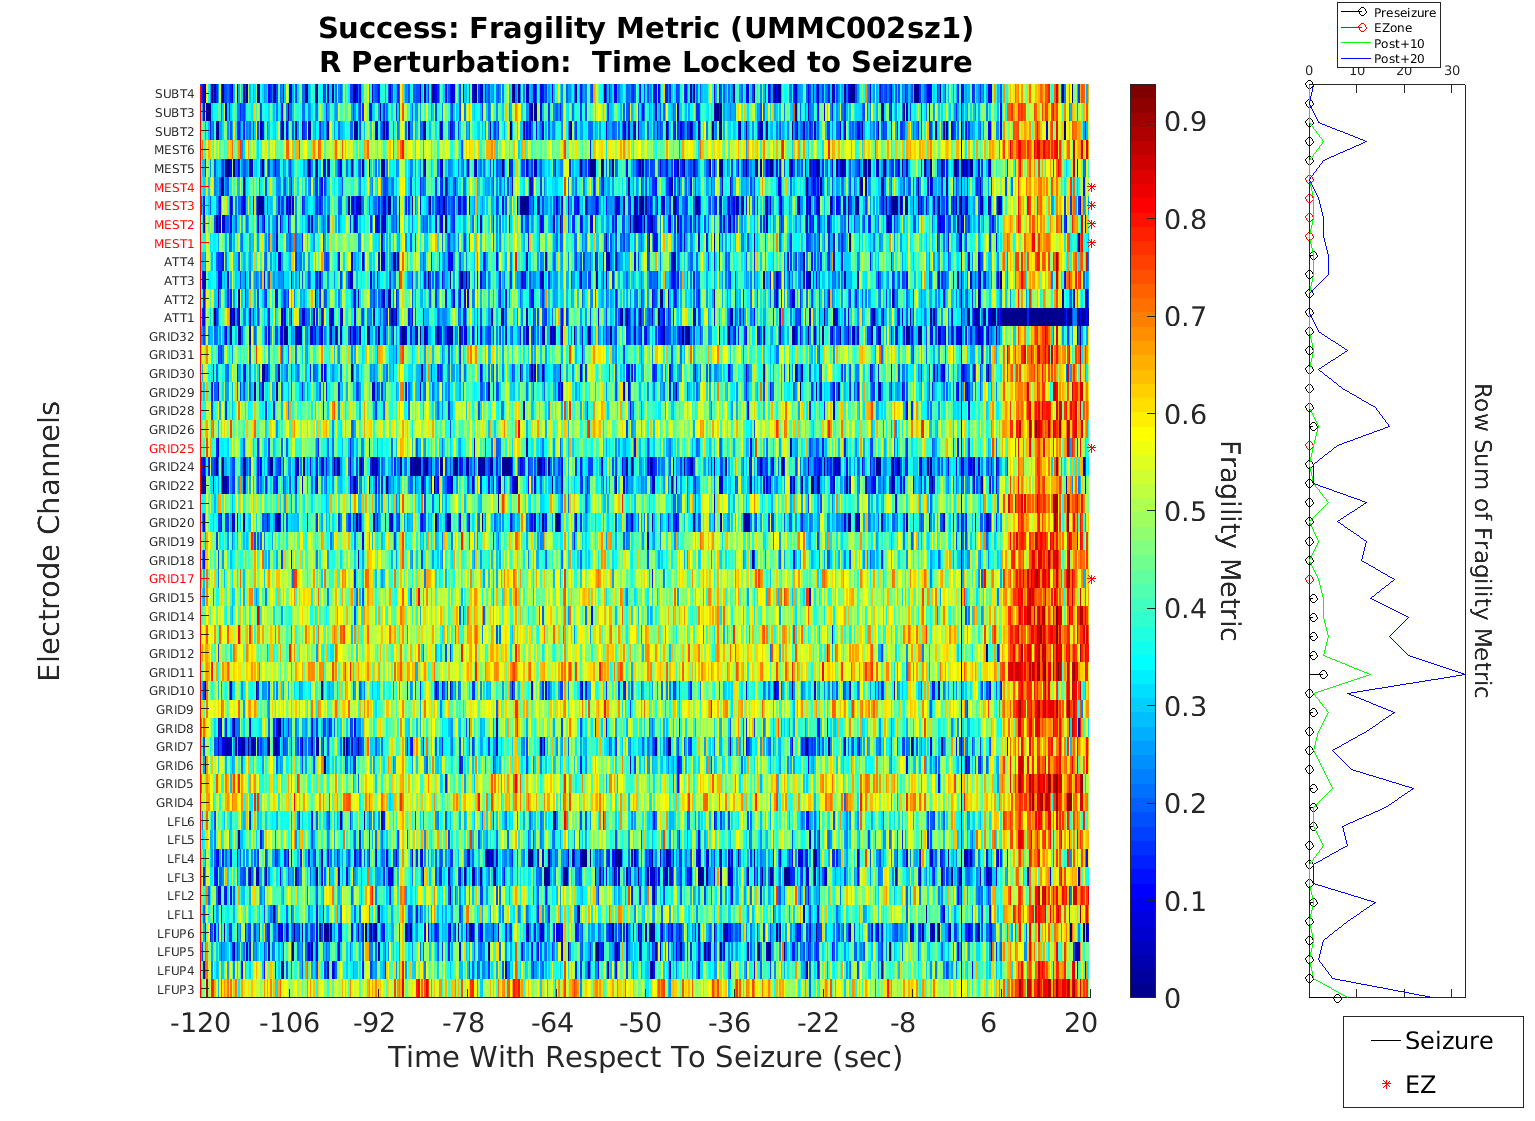 Success: Fragility Metric (UMMC002sz1)
R Perturbation:  Time Locked to Seizure
Preseizure
EZone
Post+10
Post+20
0 10 20 30
Electrode Channels
SUBT4
SUBT3
SUBT2
MEST6
MEST5
MEST4
MEST3
MEST2
MEST1
ATT4
ATT3
ATT2
ATT1
GRID32
GRID31
GRID30
GRID29
GRID28
GRID26
GRID25
GRID24
GRID22
GRID21
GRID20
GRID19
GRID18
GRID17
GRID15
GRID14
GRID13
GRID12
GRID11
GRID10
GRID9
GRID8
GRID7
GRID6
GRID5
GRID4
LFL6
LFL5
LFL4
LFL3
LFL2
LFL1
LFUP6
LFUP5
LFUP4
LFUP3
-120 -106 -92 -78 -64 -50 -36 -22 -8 6 20
Time With Respect To Seizure (sec)
0.9
0.8
0.7
0.6
0.5
0.4
0.3
0.2
0.1
0
Fragility Metric
Row Sum of Fragility Metric
Seizure
EZ